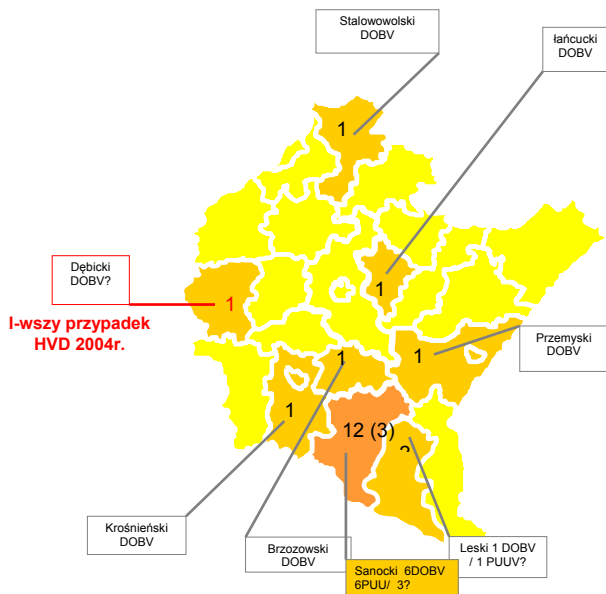 Stalowowolski
DOBV
łańcucki
DOBV
1
Dębicki
DOBV?
1
1
I-wszy przypadek
HVD 2004r.
Przemyski
DOBV
1
1
1
12 (3)
Krośnieński
DOBV
Brzozowski
DOBV
Sanocki 6DOBV
6PUU/ 3?
Leski 1 DOBV
/ 1 PUUV?